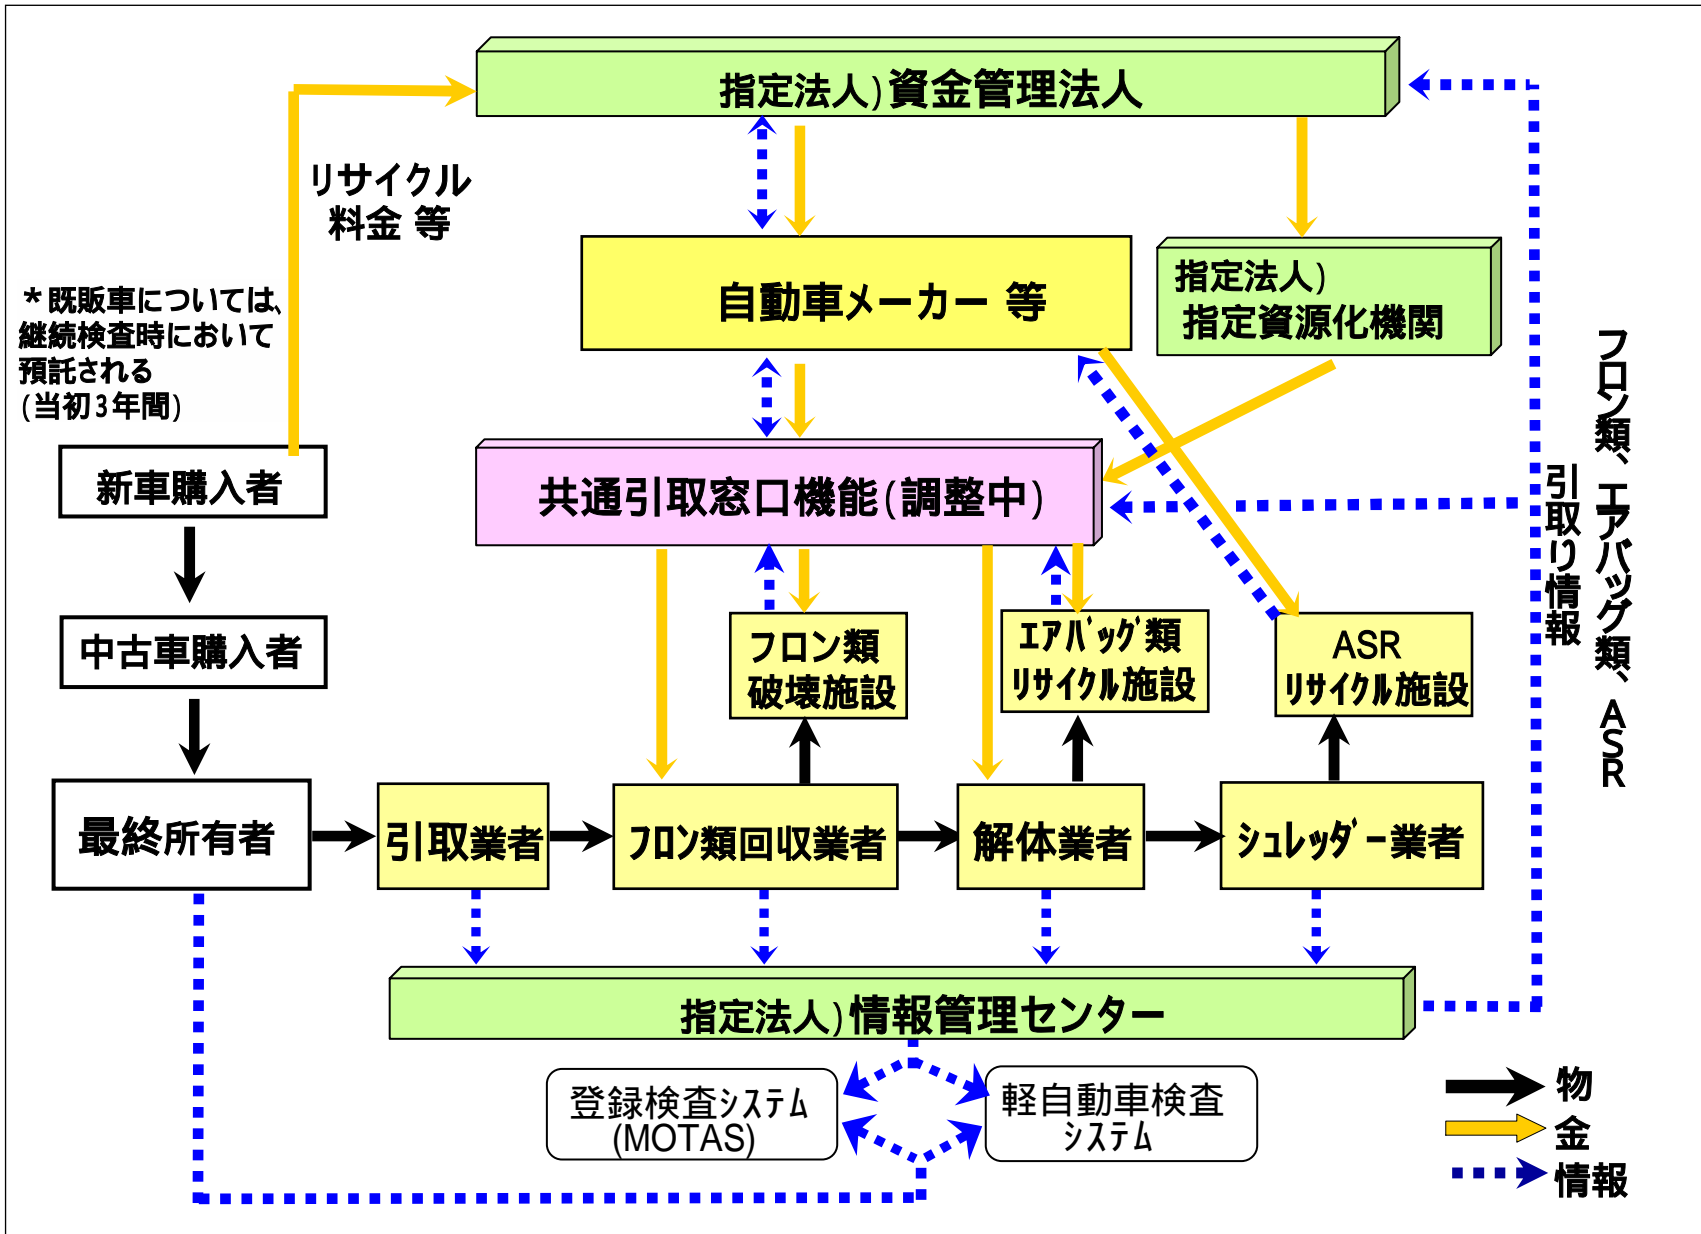 指定法人）資金管理法人
リサイクル
料金 等
自動車メーカー 等
指定法人）
指定資源化機関
＊既販車については、
継続検査時において
預託される
（当初3年間）
フロン類、エアバッグ類、ASR
引取り情報
新車購入者
共通引取窓口機能（調整中）
中古車購入者
フロン類
破壊施設
ｴｱﾊﾞｯｸﾞ類
ﾘｻｲｸﾙ施設
ASR
ﾘｻｲｸﾙ施設
最終所有者
引取業者
ﾌﾛﾝ類回収業者
解体業者
ｼｭﾚｯﾀﾞｰ業者
指定法人）情報管理センター
登録検査ｼｽﾃﾑ
(MOTAS)
軽自動車検査
ｼｽﾃﾑ
物
金
情報